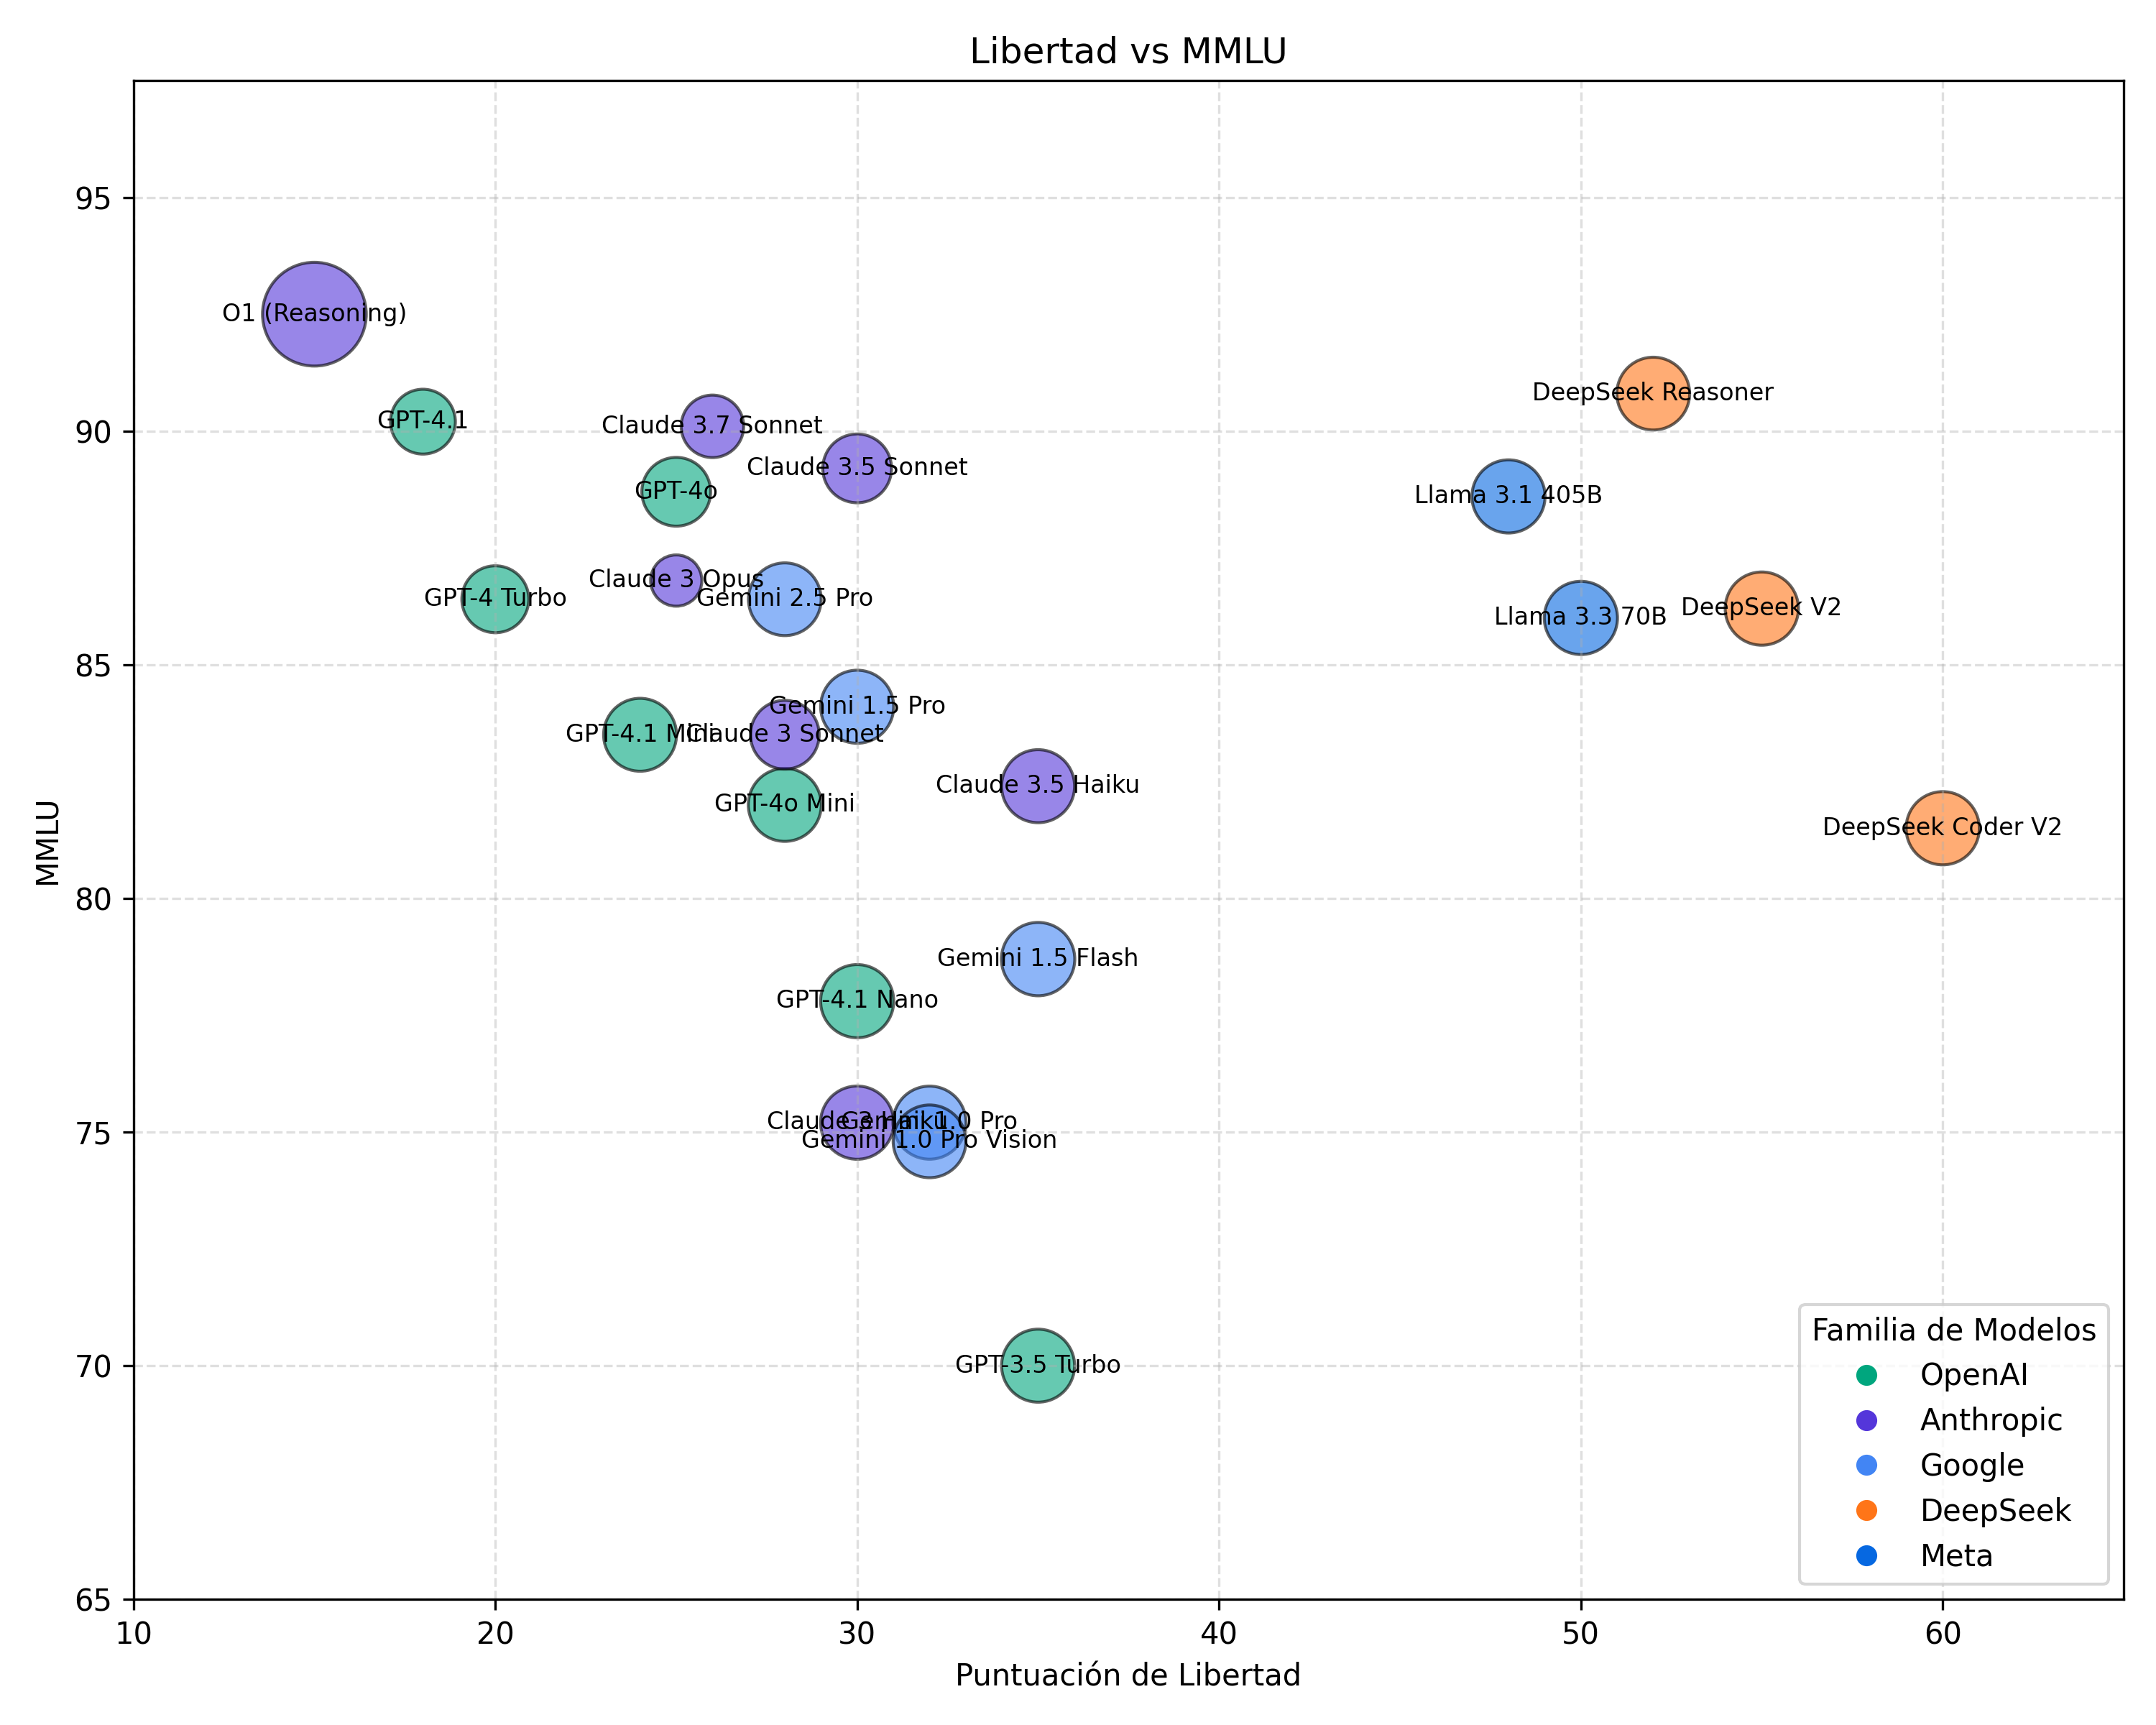 Libertad vs MMLU
95
O1 (Reasoning)
DeepSeek Reasoner
GPT-4.1
Claude 3.7 Sonnet
90
Claude 3.5 Sonnet
GPT-4o
Llama 3.1 405B
Claude 3 Opus
GPT-4 Turbo
Gemini 2.5 Pro
Llama 3.3 70B
DeepSeek V2
85
Gemini 1.5 Pro
GPT-4.1 Mini
Claude 3 Sonnet
GPT-4o Mini
Claude 3.5 Haiku
DeepSeek Coder V2
MMLU
80
Gemini 1.5 Flash
GPT-4.1 Nano
Claude 3 Haiku
Gemini 1.0 Pro
75
Gemini 1.0 Pro Vision
70
GPT-3.5 Turbo
Familia de Modelos
OpenAI
Anthropic
Google
DeepSeek
Meta
65
10 20 30 40 50 60
Puntuación de Libertad